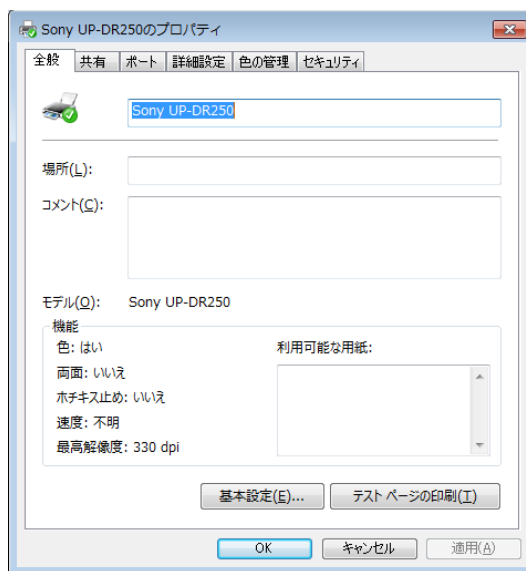 Sony UP-DR250のプロパティ
全般 共有 ポート 詳細設定 色の管理 セキュリティ
Sony UP-DR250
場所(L):
コメント(C):
モデル(O): Sony UP-DR250
機能
色: はい 利用可能な用紙:
両面: いいえ
ホチキス止め: いいえ
速度: 不明
最高解像度: 330 dpi
基本設定(E)... テスト ページの印刷(T)
OK キャンセル 適用(A)